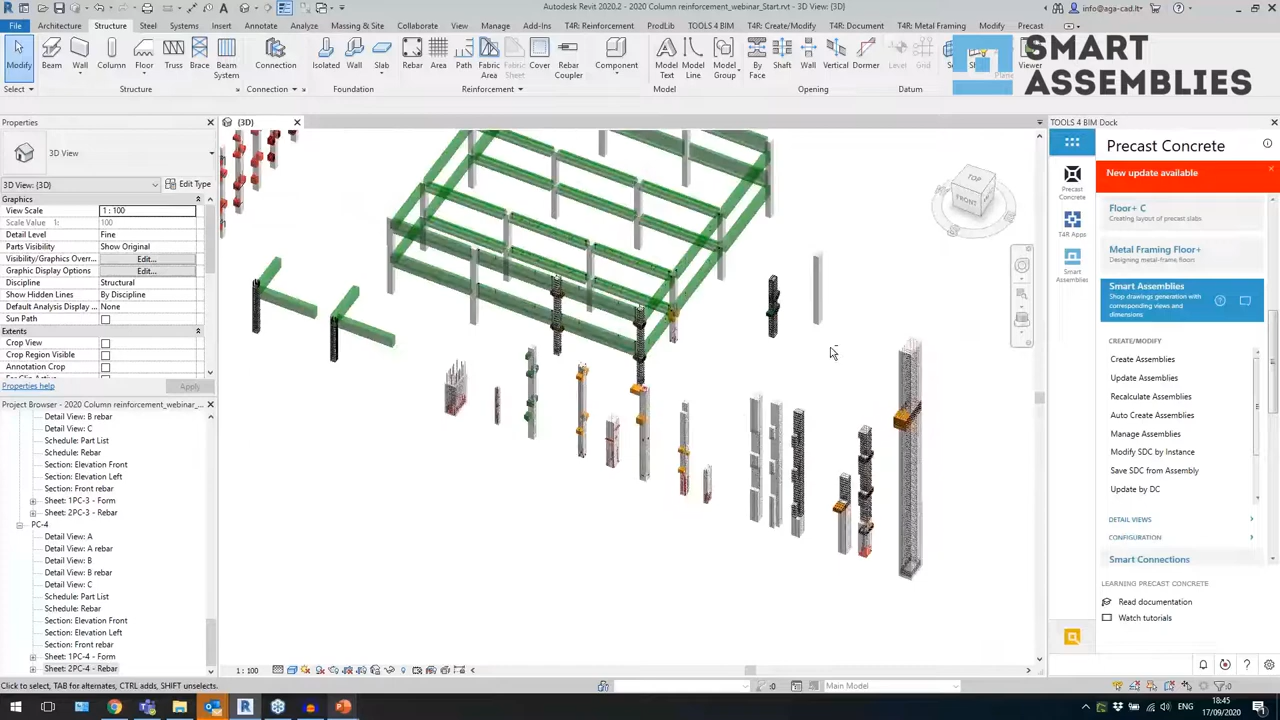 Autodesk Revit 2020.2 - 2020 Column reinforcement_webinar_Start.rvt - 3D View: {3D}
info@aga-cad.lt
File Architecture Structure Steel Systems Insert Annotate Analyze Massing & Site Collaborate View Manage Add-Ins T4R: Reinforcement ProdLib TOOLS 4 BIM T4R: Create/Modify T4R: Document T4R: Metal Framing Modify Precast
Modify Beam Wall Column Floor Truss Brace Beam System Connection Isolated Wall Slab Rebar Area Path Fabric Area Fabric Sheet Cover Rebar Coupler Component Model Text Model Line Model Group By Face Shaft Wall Vertical Dormer Level Grid Viewer
Plane
Select Structure Connection Foundation Reinforcement Model Opening Datum
SMART
ASSEMBLIES
Properties
{3D}
TOOLS 4 BIM Dock
3D View
3D View: {3D} Edit Type
Graphics
View Scale 1 : 100
Scale Value 1: 100
Detail Level Fine
Parts Visibility Show Original
Visibility/Graphics Over... Edit...
Graphic Display Options Edit...
Discipline Structural
Show Hidden Lines By Discipline
Default Analysis Display ... None
Sun Path
Extents
Crop View
Crop Region Visible
Annotation Crop
Properties help Apply
Project Browser - 2020 Column reinforcement_webinar_...
Detail View: B rebar
Detail View: C
Schedule: Part List
Schedule: Rebar
Section: Elevation Front
Section: Elevation Left
Section: Front rebar
Sheet: 1PC-3 - Form
Sheet: 2PC-3 - Rebar
PC-4
Detail View: A
Detail View: A rebar
Detail View: B
Detail View: B rebar
Detail View: C
Schedule: Part List
Schedule: Rebar
Section: Elevation Front
Section: Elevation Left
Section: Front rebar
Sheet: 1PC-4 - Form
Sheet: 2PC-4 - Rebar
TOP
FRONT
Precast Concrete
T4R Apps
Smart Assemblies
Precast Concrete
New update available
Floor+ C
Creating layout of precast slabs
Metal Framing Floor+
Designing metal-frame floors
Smart Assemblies
Shop drawings generation with
corresponding views and
dimensions
CREATE/MODIFY
Create Assemblies
Update Assemblies
Recalculate Assemblies
Auto Create Assemblies
Manage Assemblies
Modify SDC by Instance
Save SDC from Assembly
Update by DC
DETAIL VIEWS
CONFIGURATION
Smart Connections
LEARNING PRECAST CONCRETE
Read documentation
Watch tutorials
1 : 100
Click to select, TAB for alternates, CTRL adds, SHIFT unselects.
:0
Main Model
:0
ENG
18:45
17/09/2020